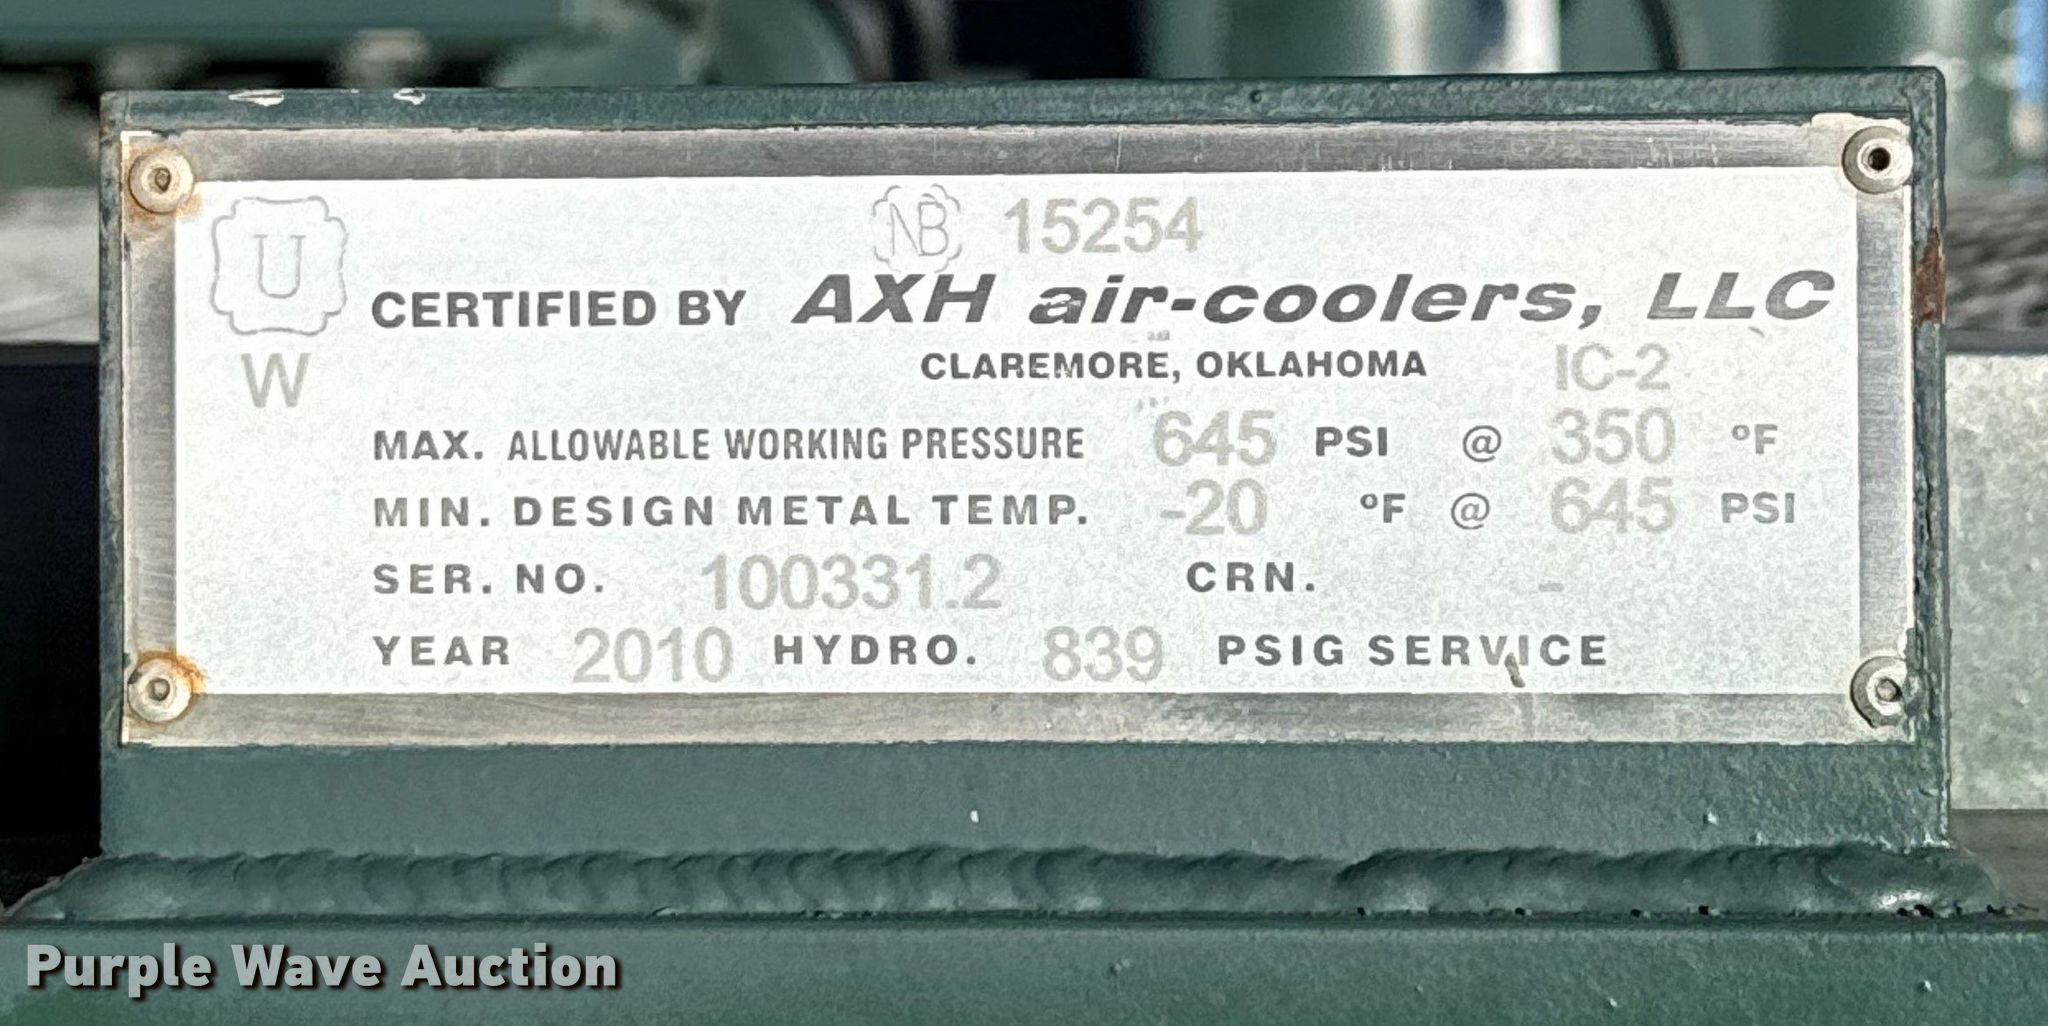 U NB 15254
CERTIFIED BY AXH air-coolers, LLC
W CLAREMORE, OKLAHOMA IC-2
MAX. ALLOWABLE WORKING PRESSURE 645 PSI @ 350 °F
MIN. DESIGN METAL TEMP. -20 °F @ 645 PSI
SER. NO. 100331.2 CRN. -
YEAR 2010 HYDRO. 839 PSIG SERVICE
Purple Wave Auction